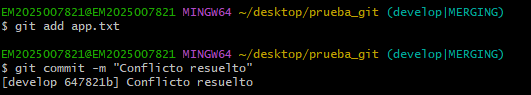 EM2025007821@EM2025007821 MINGW64 ~/desktop/prueba_git (develop|MERGING)
$ git add app.txt
EM2025007821@EM2025007821 MINGW64 ~/desktop/prueba_git (develop|MERGING)
$ git commit -m "Conflicto resuelto"
[develop 647821b] Conflicto resuelto